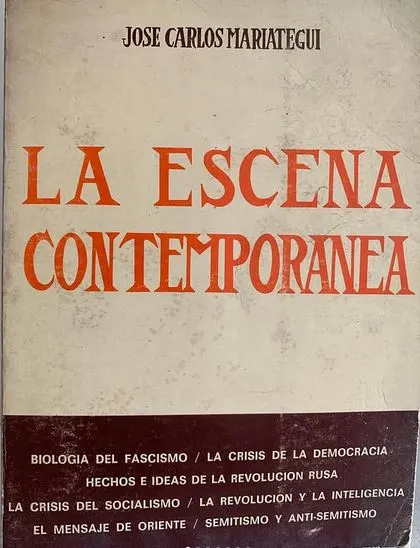 JOSE CARLOS MARIATEGUI
LA ESCENA
CONTEMPORANEA
BIOLOGIA DEL FASCISMO / LA CRISIS DE LA DEMOCRACIA
HECHOS E IDEAS DE LA REVOLUCION RUSA
LA CRISIS DEL SOCIALISMO / LA REVOLUCION Y LA INTELIGENCIA
EL MENSAJE DE ORIENTE / SEMITISMO Y ANTI-SEMITISMO